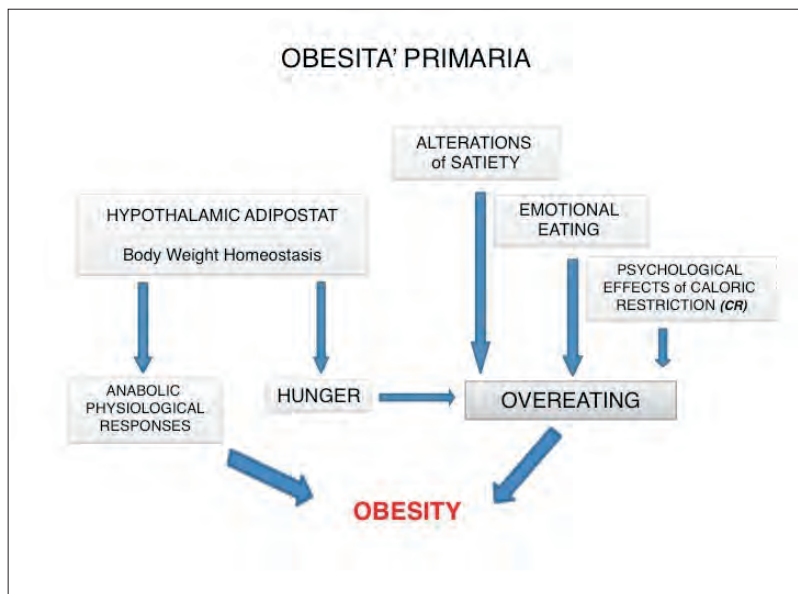 OBESITA' PRIMARIA
ALTERATIONS
of SATIETY
HYPOTHALAMIC ADIPOSTAT
Body Weight Homeostasis
EMOTIONAL
EATING
PSYCHOLOGICAL
EFFECTS of CALORIC
RESTRICTION (CR)
ANABOLIC
PHYSIOLOGICAL
RESPONSES
HUNGER
OVEREATING
OBESITY